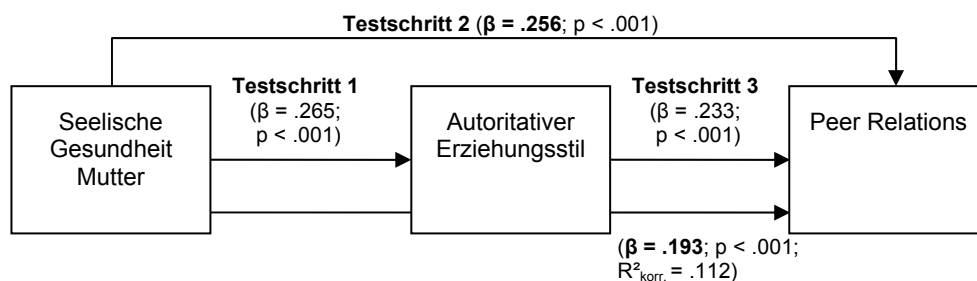 Testschritt 2 (β = .256; p < .001)
Testschritt 1
(β = .265;
p < .001)
Testschritt 3
(β = .233;
p < .001)
Seelische
Gesundheit
Mutter
Autoritativer
Erziehungsstil
Peer Relations
(β = .193; p < .001;
R²korr. = .112)